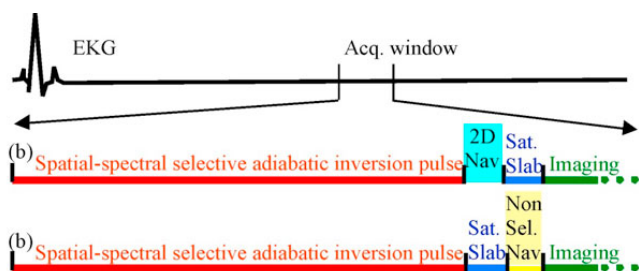 EKG
Acq. window
(b) Spatial-spectral selective adiabatic inversion pulse 2D Nav Sat. Slab Imaging
(b) Spatial-spectral selective adiabatic inversion pulse Sat. Slab Non Sel. Nav Imaging